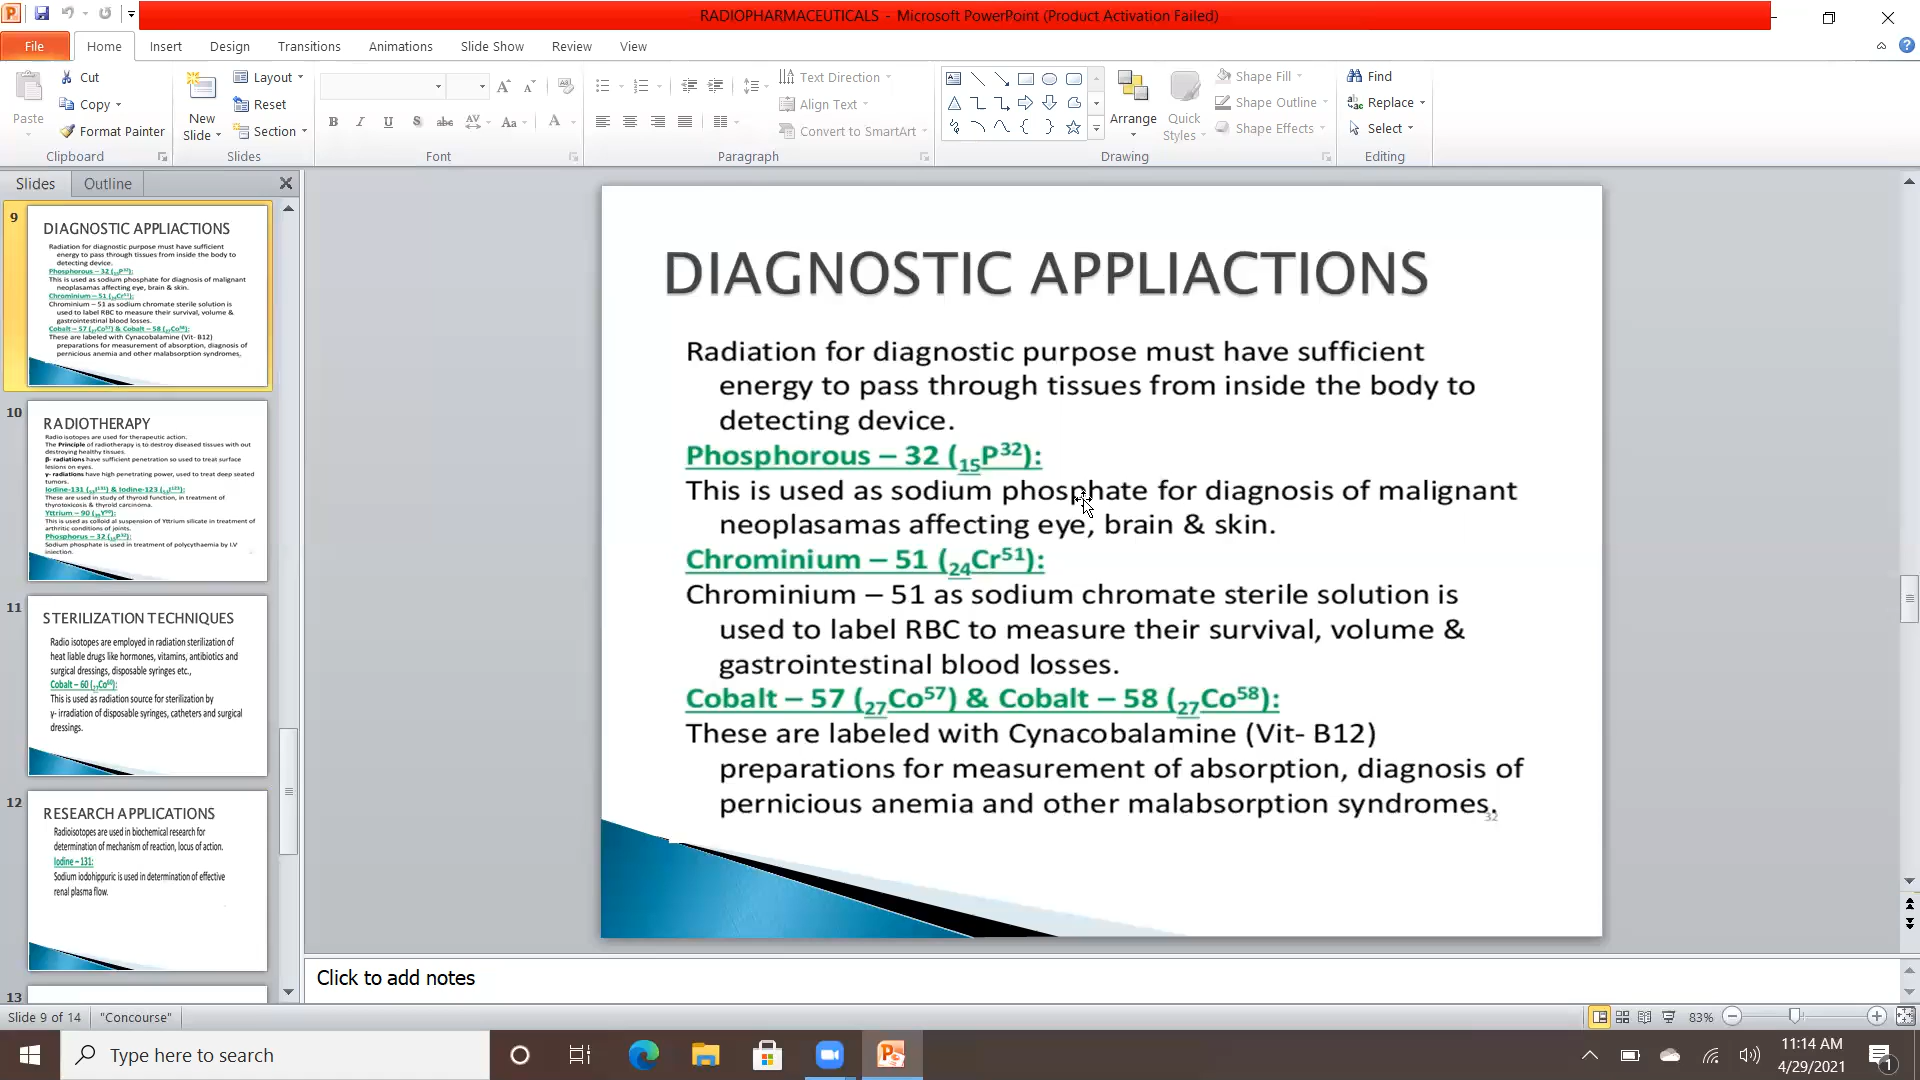 RADIOPHARMACEUTICALS - Microsoft PowerPoint (Product Activation Failed)
File Home Insert Design Transitions Animations Slide Show Review View
Paste
Cut
Copy
Format Painter
Clipboard
New
Slide
Layout
Reset
Section
Slides
Font
Text Direction
Align Text
Convert to SmartArt
Paragraph
Arrange
Quick
Styles
Shape Fill
Shape Outline
Shape Effects
Drawing
Find
Replace
Select
Editing
Slides Outline
9
DIAGNOSTIC APPLIACTIONS
Radiation for diagnostic purpose must have sufficient
energy to pass through tissues from inside the body to
detecting device.
Phosphorous – 32 (₁₅P³²):
This is used as sodium phosphate for diagnosis of malignant
neoplasamas affecting eye, brain & skin.
Chrominium – 51 (₂₄Cr⁵¹):
Chrominium – 51 as sodium chromate sterile solution is
used to label RBC to measure their survival, volume &
gastrointestinal blood losses.
Cobalt – 57 (₂₇Co⁵⁷) & Cobalt – 58 (₂₇Co⁵⁸):
These are labeled with Cynacobalamine (Vit- B12)
preparations for measurement of absorption, diagnosis of
pernicious anemia and other malabsorption syndromes.
10
RADIOTHERAPY
Radio isotopes are used for therapeutic action.
The Principle of radiotherapy is to destroy diseased tissues with out
destroying healthy tissues.
β- radiations have sufficient penetration so used to treat surface
lesions on eyes.
γ- radiations have high penetrating power, used to treat deep seated
tumors.
Iodine-131 (₅₃I¹³¹) & Iodine-123 (₅₃I¹²³):
These are used in study of thyroid function, in treatment of
thyrotoxicosis & thyroid carcinoma.
Yttrium – 90 (₃₉Y⁹⁰):
This is used as colloid al suspension of Yttrium silicate in treatment of
arthritic conditions of joints.
Phosphorus – 32 (₁₅P³²):
Sodium phosphate is used in treatment of polycythaemia by I.V
injection.
11
STERILIZATION TECHNIQUES
Radio isotopes are employed in radiation sterilization of
heat liable drugs like hormones, vitamins, antibiotics and
surgical dressings, disposable syringes etc.,
Cobalt – 60 (₂₇Co⁶⁰):
This is used as radiation source for sterilization by
γ- irradiation of disposable syringes, catheters and surgical
dressings.
12
RESEARCH APPLICATIONS
Radioisotopes are used in biochemical research for
determination of mechanism of reaction, locus of action.
Iodine – 131:
Sodium iodohippuric is used in determination of effective
renal plasma flow.
13
DIAGNOSTIC APPLIACTIONS
Radiation for diagnostic purpose must have sufficient
energy to pass through tissues from inside the body to
detecting device.
Phosphorous – 32 (₁₅P³²):
This is used as sodium phosphate for diagnosis of malignant
neoplasamas affecting eye, brain & skin.
Chrominium – 51 (₂₄Cr⁵¹):
Chrominium – 51 as sodium chromate sterile solution is
used to label RBC to measure their survival, volume &
gastrointestinal blood losses.
Cobalt – 57 (₂₇Co⁵⁷) & Cobalt – 58 (₂₇Co⁵⁸):
These are labeled with Cynacobalamine (Vit- B12)
preparations for measurement of absorption, diagnosis of
pernicious anemia and other malabsorption syndromes.
32
Click to add notes
Slide 9 of 14 "Concourse" 83%
Type here to search
11:14 AM
4/29/2021
1